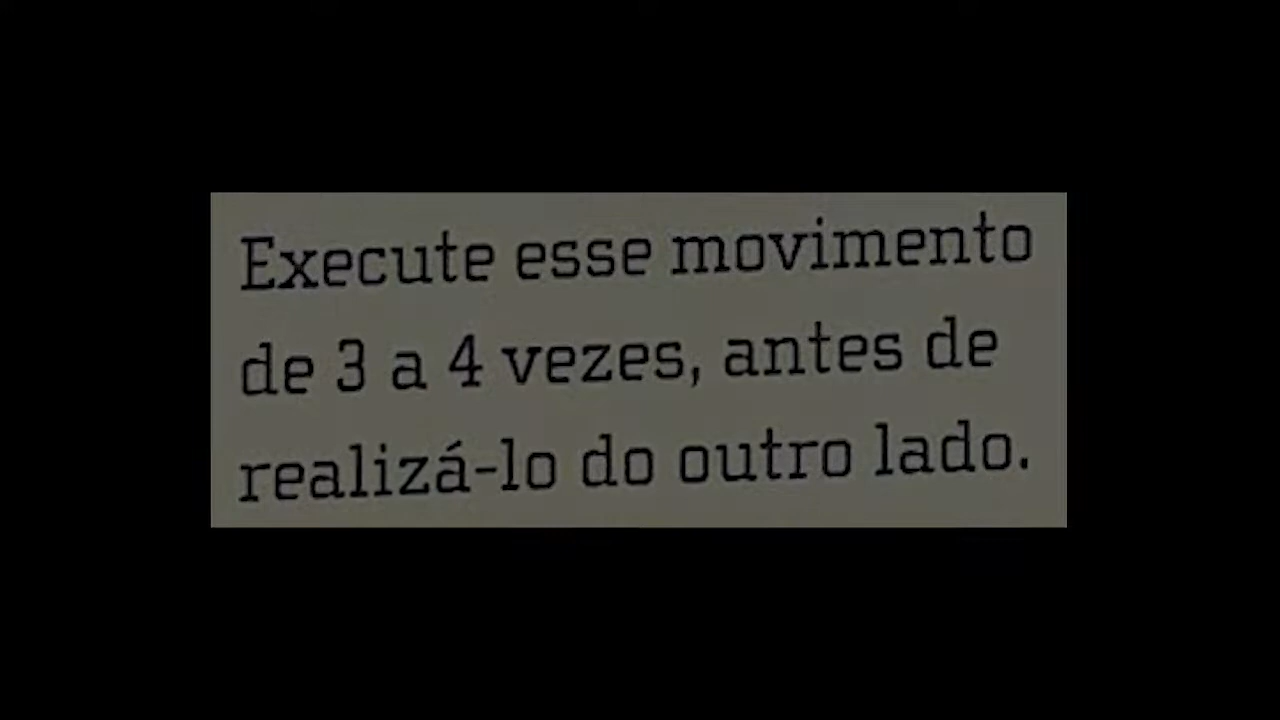 Execute esse movimento
de 3 a 4 vezes, antes de
realizá-lo do outro lado.